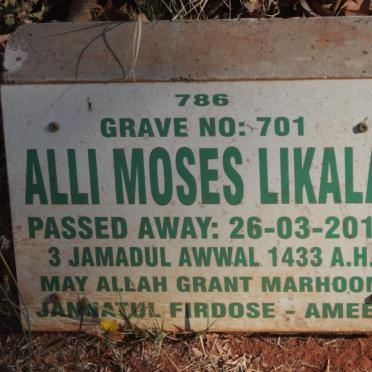 786
GRAVE NO: 701
ALLI MOSES LIKALA
PASSED AWAY: 26-03-201
3 JAMADUL AWWAL 1433 A.H.
MAY ALLAH GRANT MARHOOM
JANNATUL FIRDOSE - AMEE